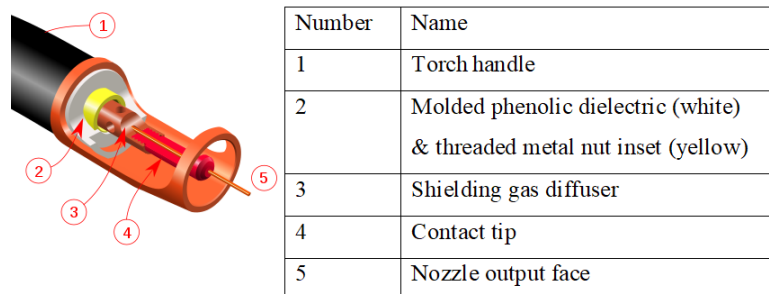 1
2
3
4
5
Number Name
1 Torch handle
2 Molded phenolic dielectric (white)
& threaded metal nut inset (yellow)
3 Shielding gas diffuser
4 Contact tip
5 Nozzle output face